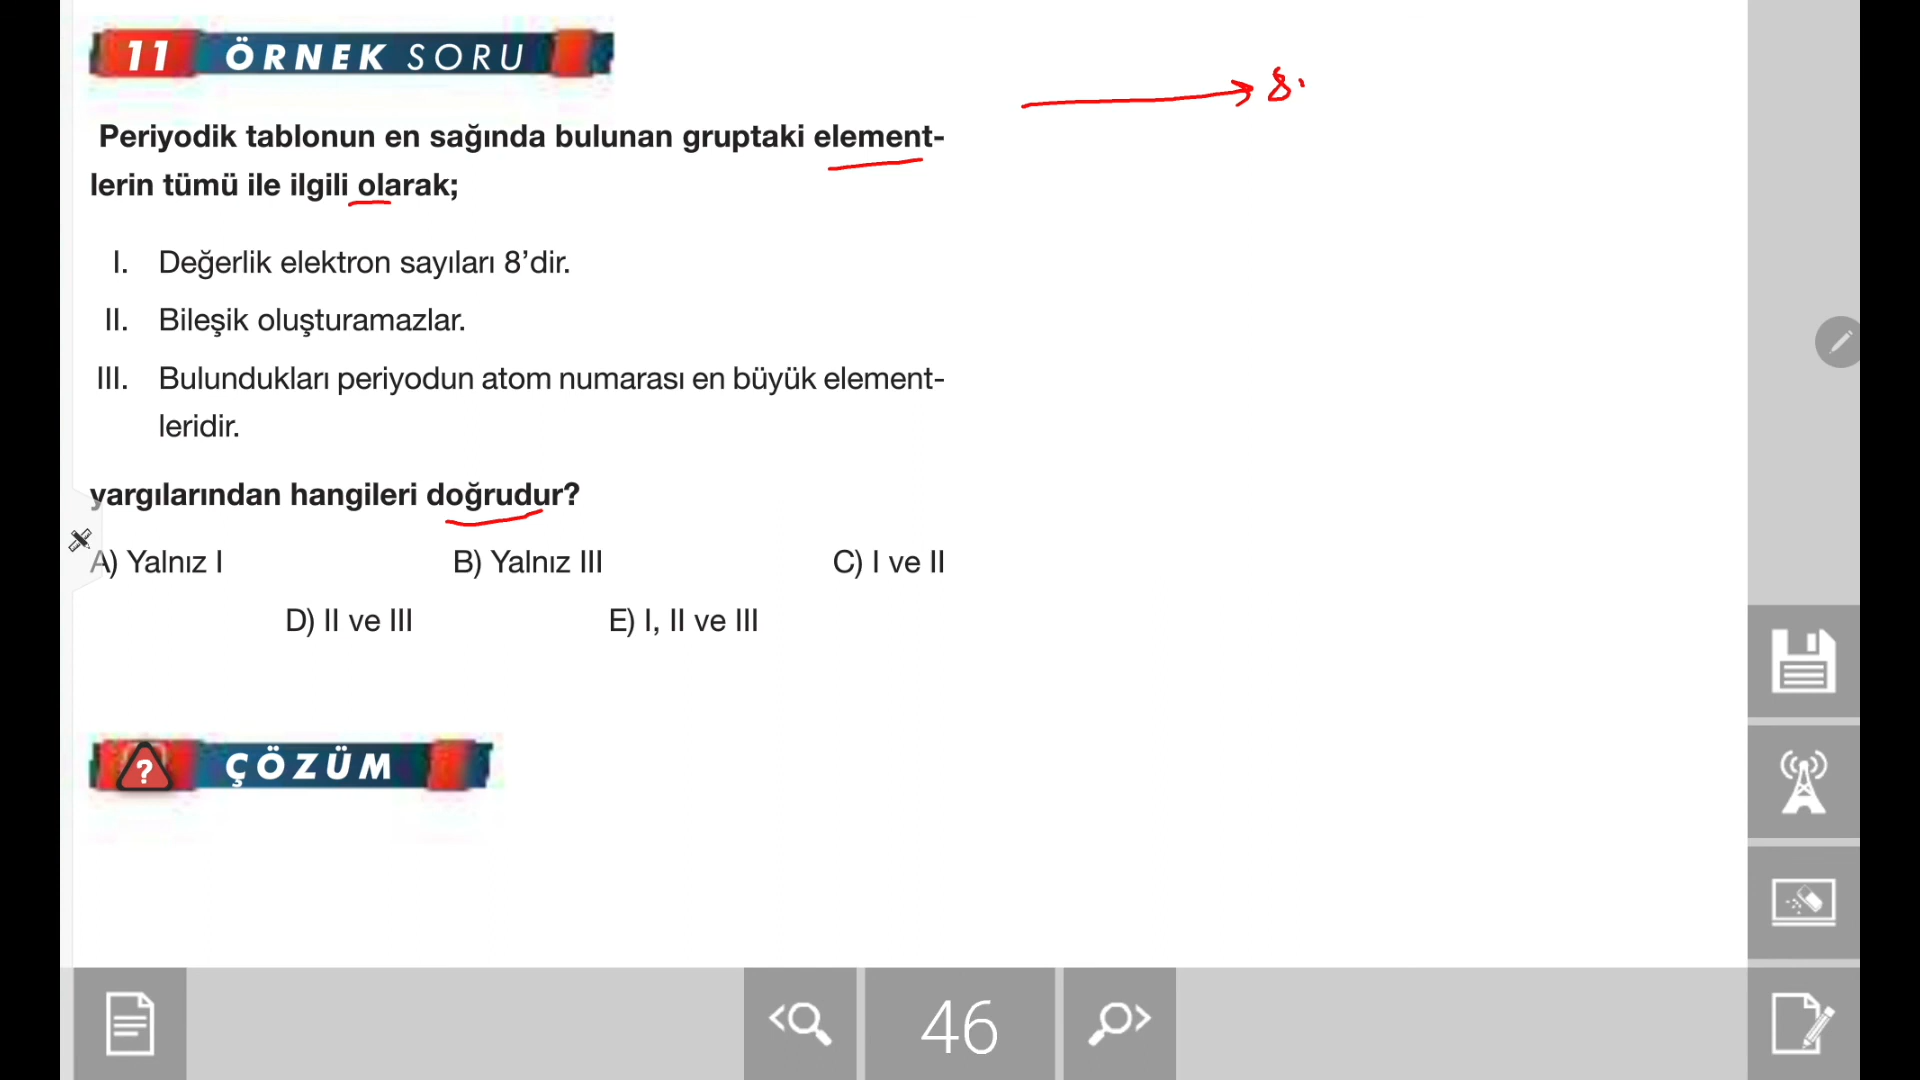 11 ÖRNEK SORU
8.
Periyodik tablonun en sağında bulunan gruptaki element-
lerin tümü ile ilgili olarak;
I. Değerlik elektron sayıları 8’dir.
II. Bileşik oluşturamazlar.
III. Bulundukları periyodun atom numarası en büyük element-
leridir.
yargılarından hangileri doğrudur?
A) Yalnız I B) Yalnız III C) I ve II
D) II ve III E) I, II ve III
? ÇÖZÜM
46